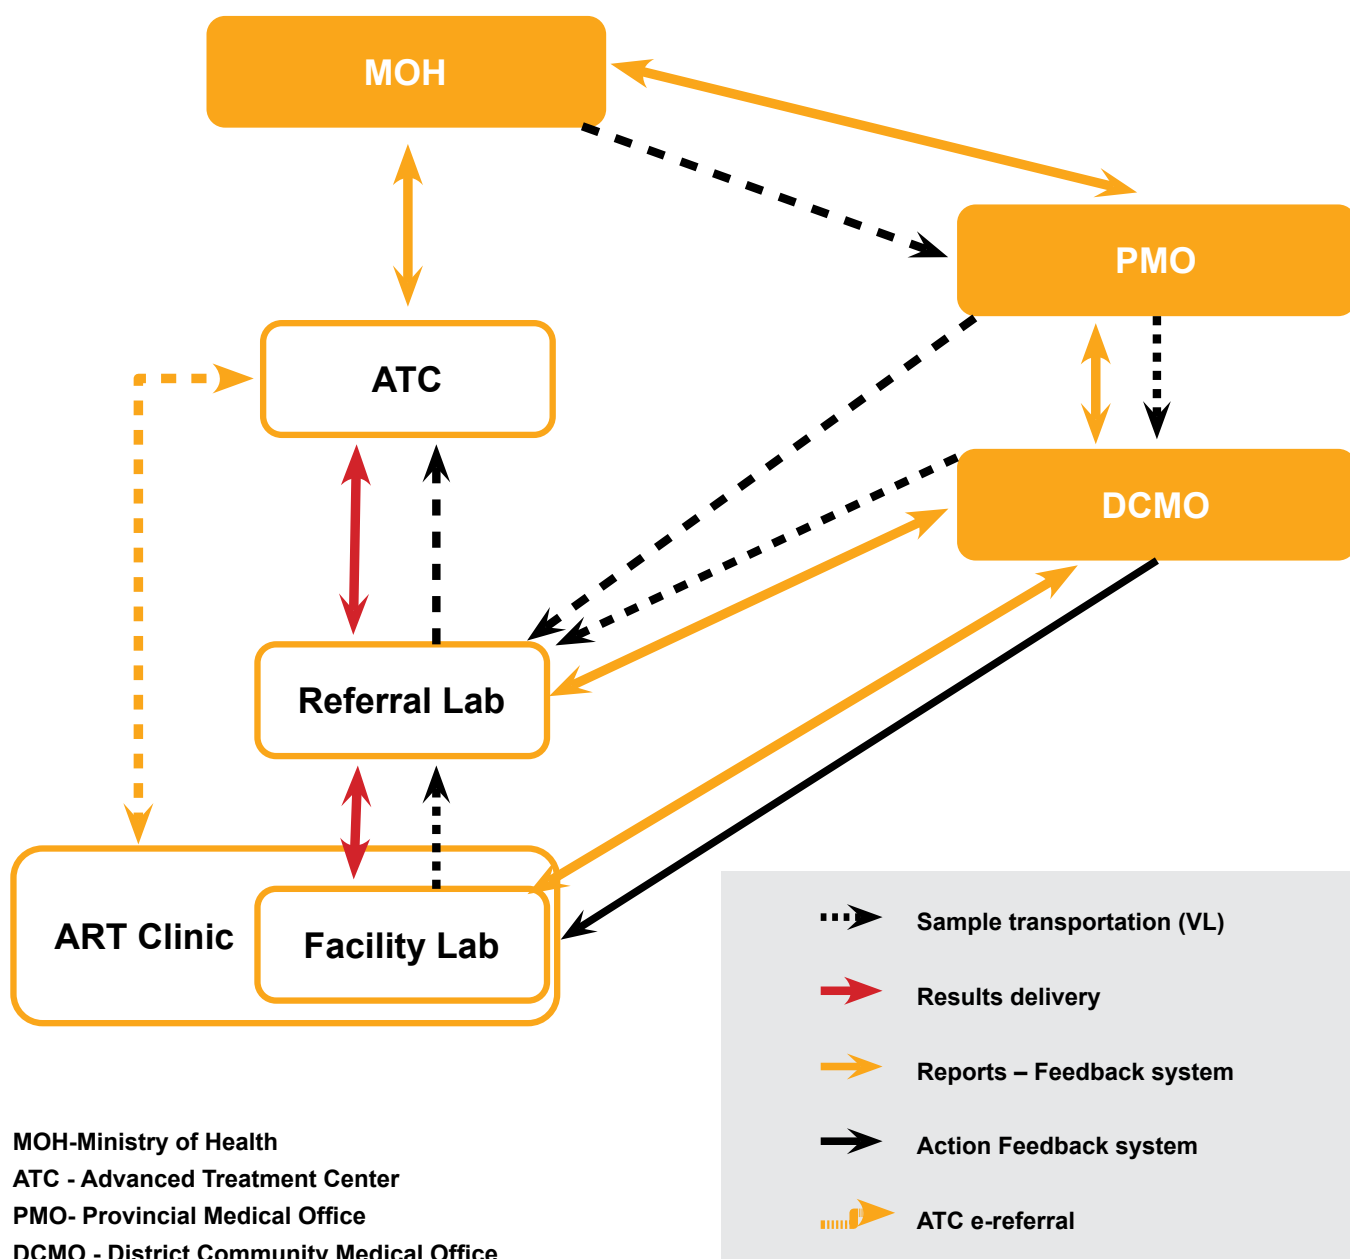 MOH
PMO
ATC
DCMO
Referral Lab
ART Clinic
Facility Lab
Sample transportation (VL)
Results delivery
Reports – Feedback system
Action Feedback system
ATC e-referral
MOH-Ministry of Health
ATC - Advanced Treatment Center
PMO- Provincial Medical Office
DCMO - District Community Medical Office